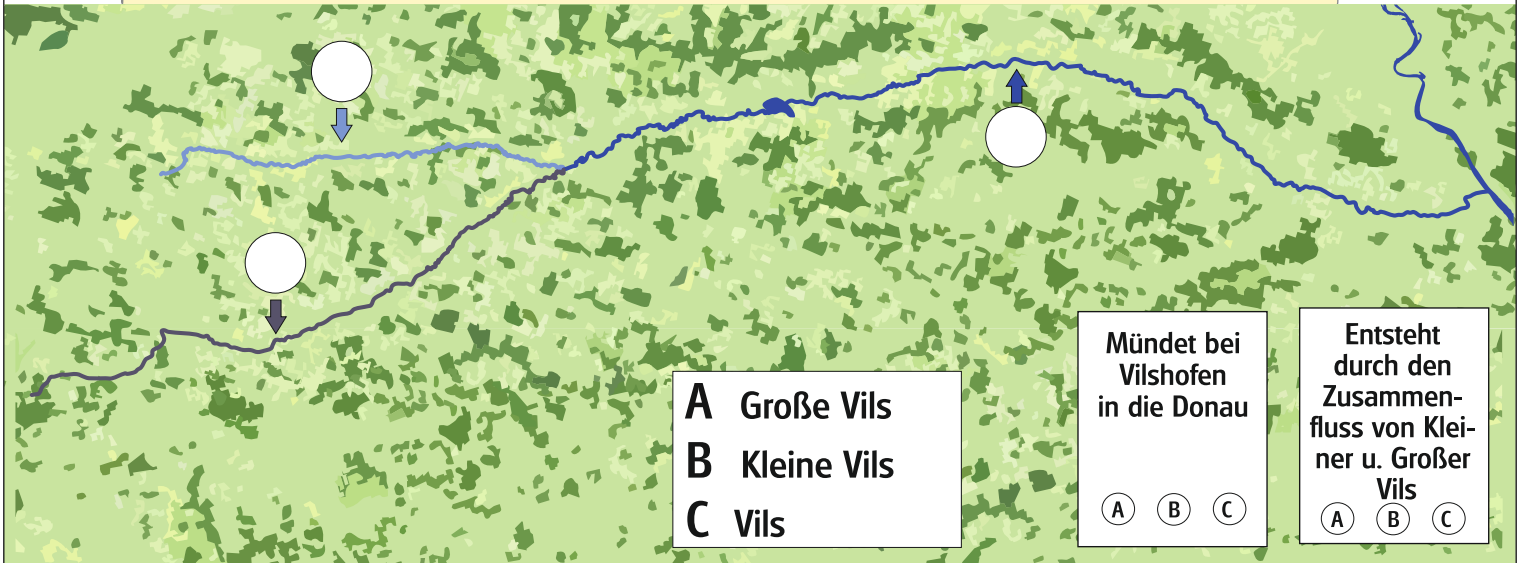 A Große Vils
B Kleine Vils
C Vils
Mündet bei
Vilshofen
in die Donau
A B C
Entsteht
durch den
Zusammen-
fluss von Klei-
ner u. Großer
Vils
A B C